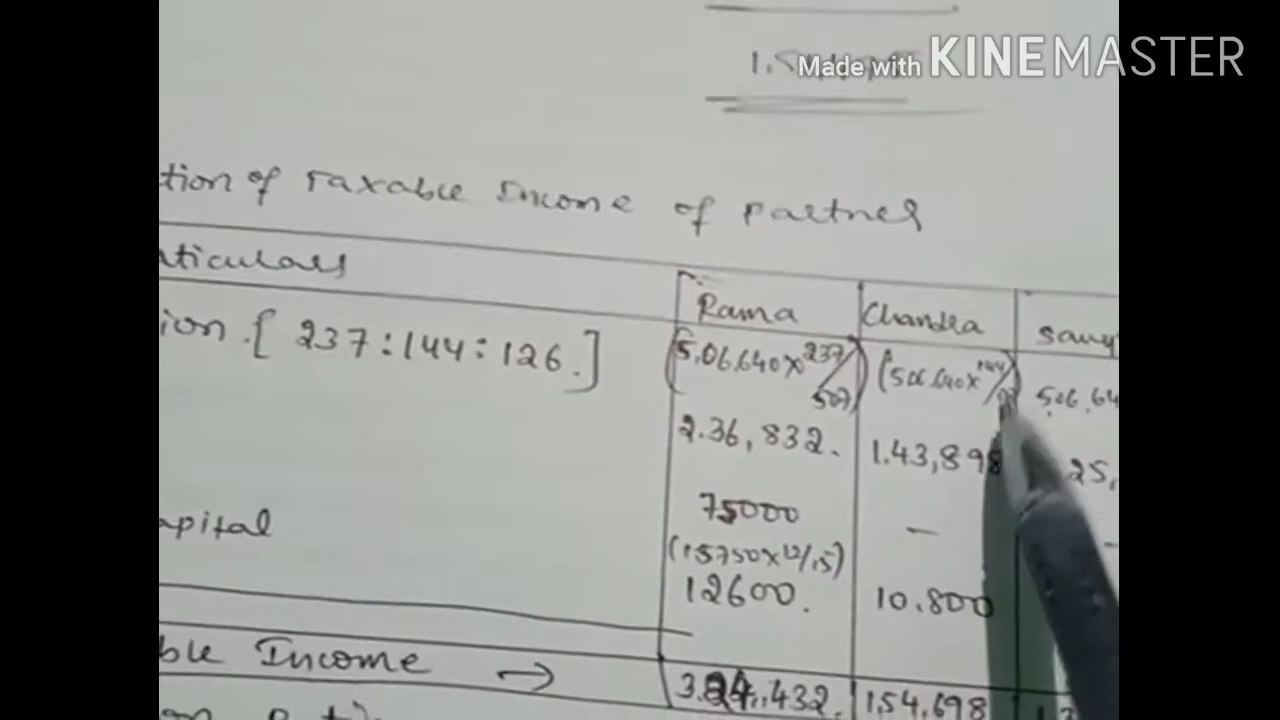 Made with KINEMASTER
tion of Taxable Income of Partner
ticulars
Rama Chandra
ion. [ 237:144:126.] (5,06,640×237/507) (506,640×144/
2.36,832. 1.43,898
75000 —
apital (15750×12/15)
12600. 10.800
ble Income → 3.24,432. 1,54,698